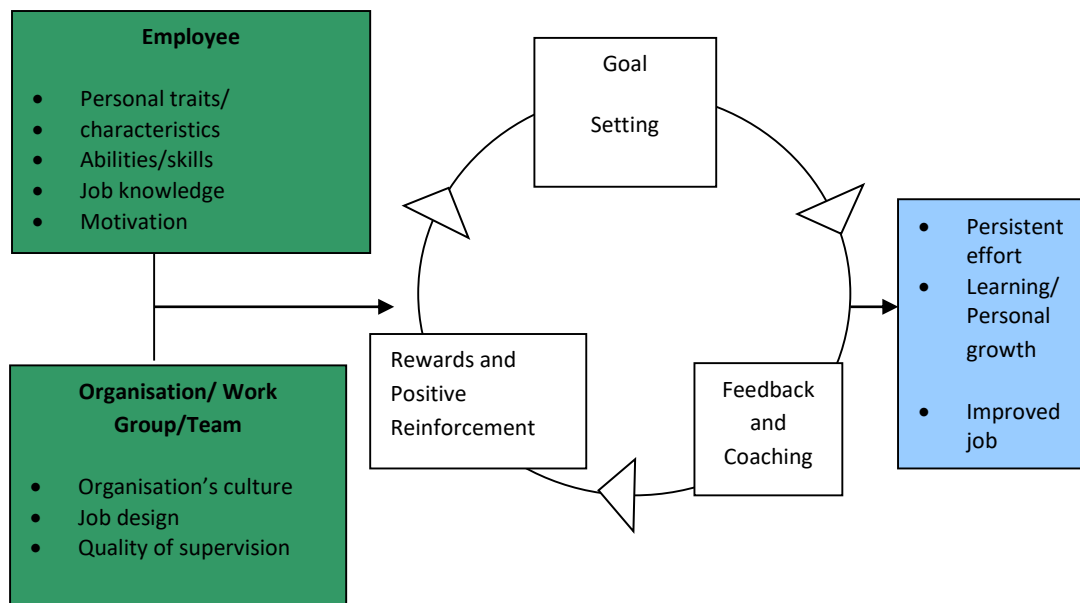 Employee
• Personal traits/
• characteristics
• Abilities/skills
• Job knowledge
• Motivation
Organisation/ Work
Group/Team
• Organisation’s culture
• Job design
• Quality of supervision
Goal
Setting
Rewards and
Positive
Reinforcement
Feedback
and
Coaching
• Persistent
effort
• Learning/
Personal
growth
• Improved
job